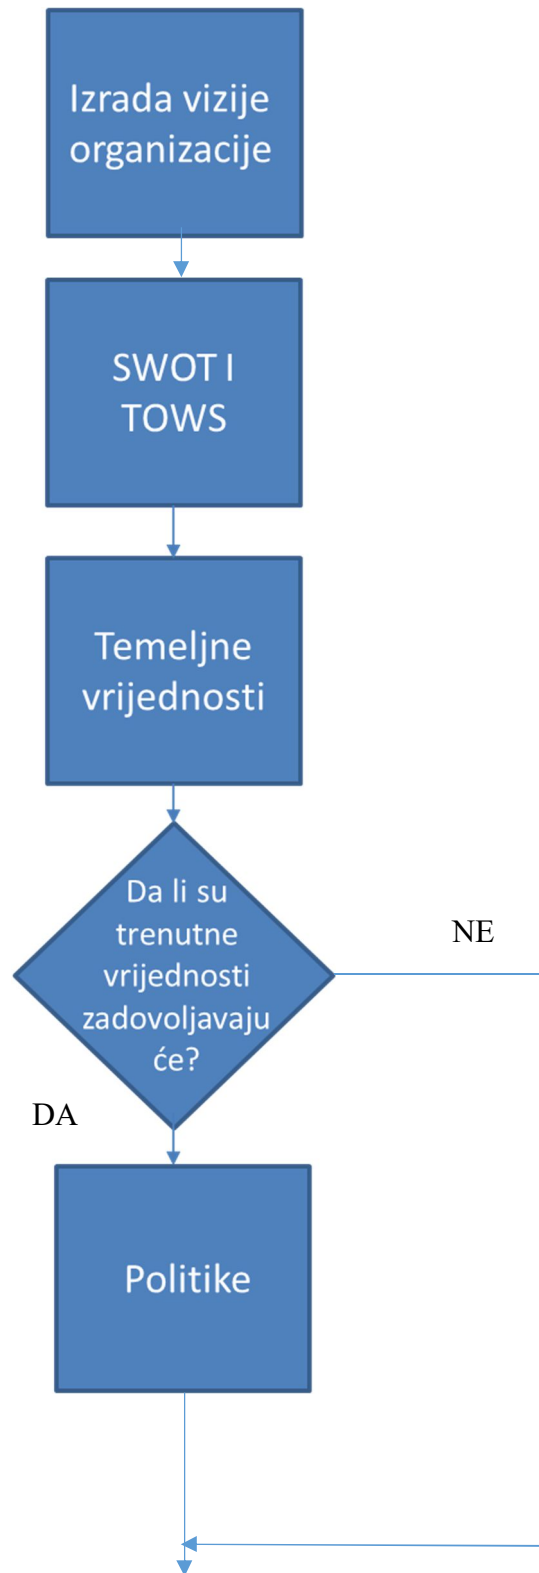 Izrada vizije
organizacije
SWOT I
TOWS
Temeljne
vrijednosti
Da li su
trenutne
vrijednosti
zadovoljavaju
će?
NE
DA
Politike